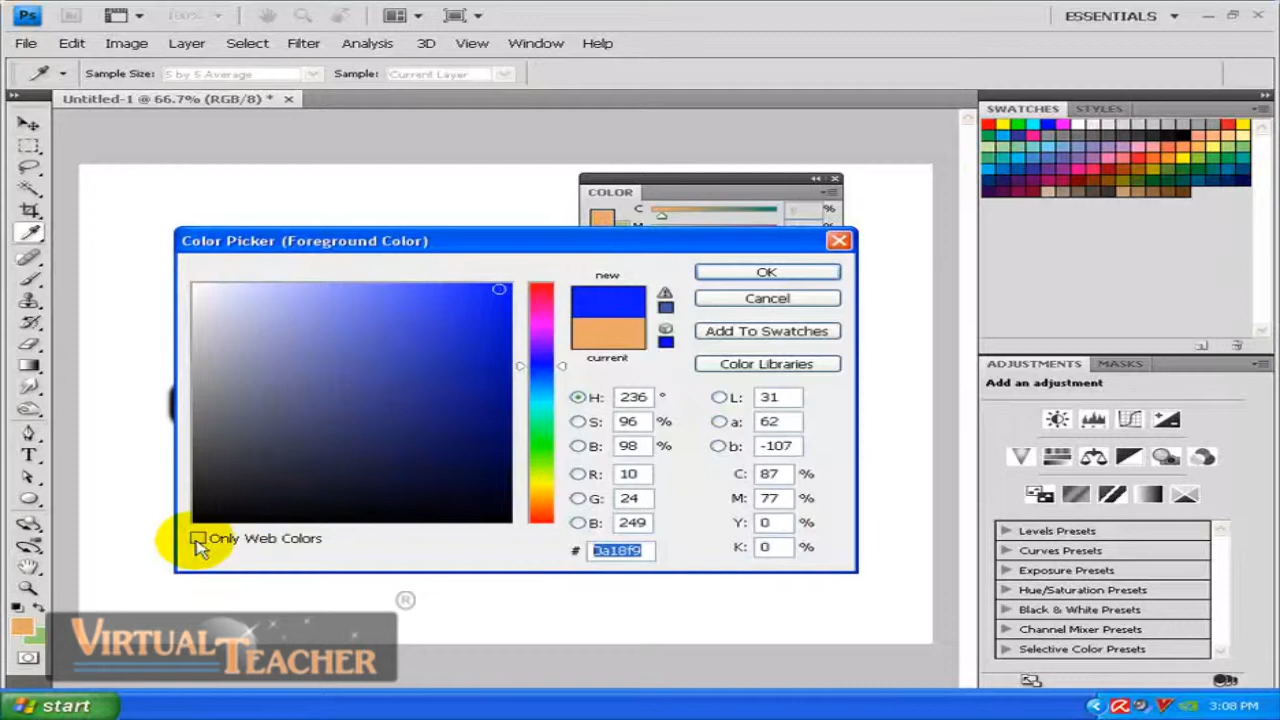 Ps Br 100% ESSENTIALS
File Edit Image Layer Select Filter Analysis 3D View Window Help
Sample Size: 5 by 5 Average Sample: Current Layer
Untitled-1 @ 66.7% (RGB/8) *
SWATCHES STYLES
COLOR
C %
Color Picker (Foreground Color)
new
OK
Cancel
Add To Swatches
current
Color Libraries
H: 236 ° L: 31
S: 96 % a: 62
B: 98 % b: -107
R: 10 C: 87 %
G: 24 M: 77 %
B: 249 Y: 0 %
# 0a18f9 K: 0 %
Only Web Colors
ADJUSTMENTS MASKS
Add an adjustment
Levels Presets
Curves Presets
Exposure Presets
Hue/Saturation Presets
Black & White Presets
Channel Mixer Presets
Selective Color Presets
®
VIRTUAL TEACHER
start 3:08 PM